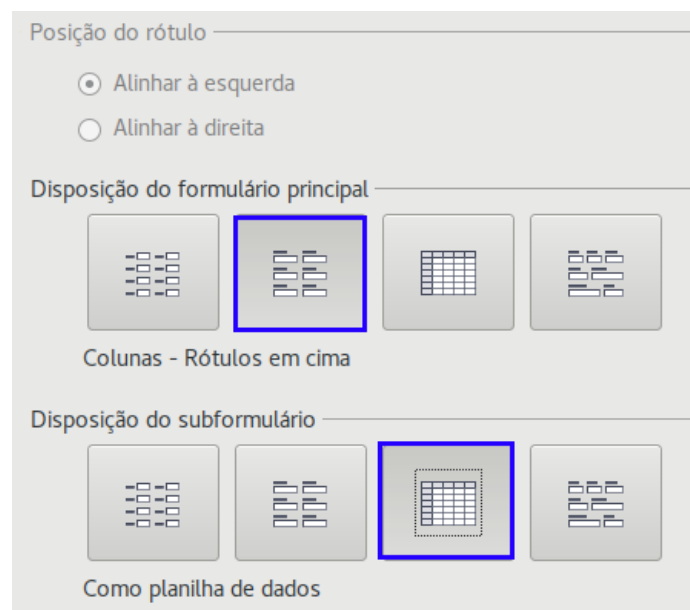 Posição do rótulo
Alinhar à esquerda
Alinhar à direita
Disposição do formulário principal
Colunas - Rótulos em cima
Disposição do subformulário
Como planilha de dados